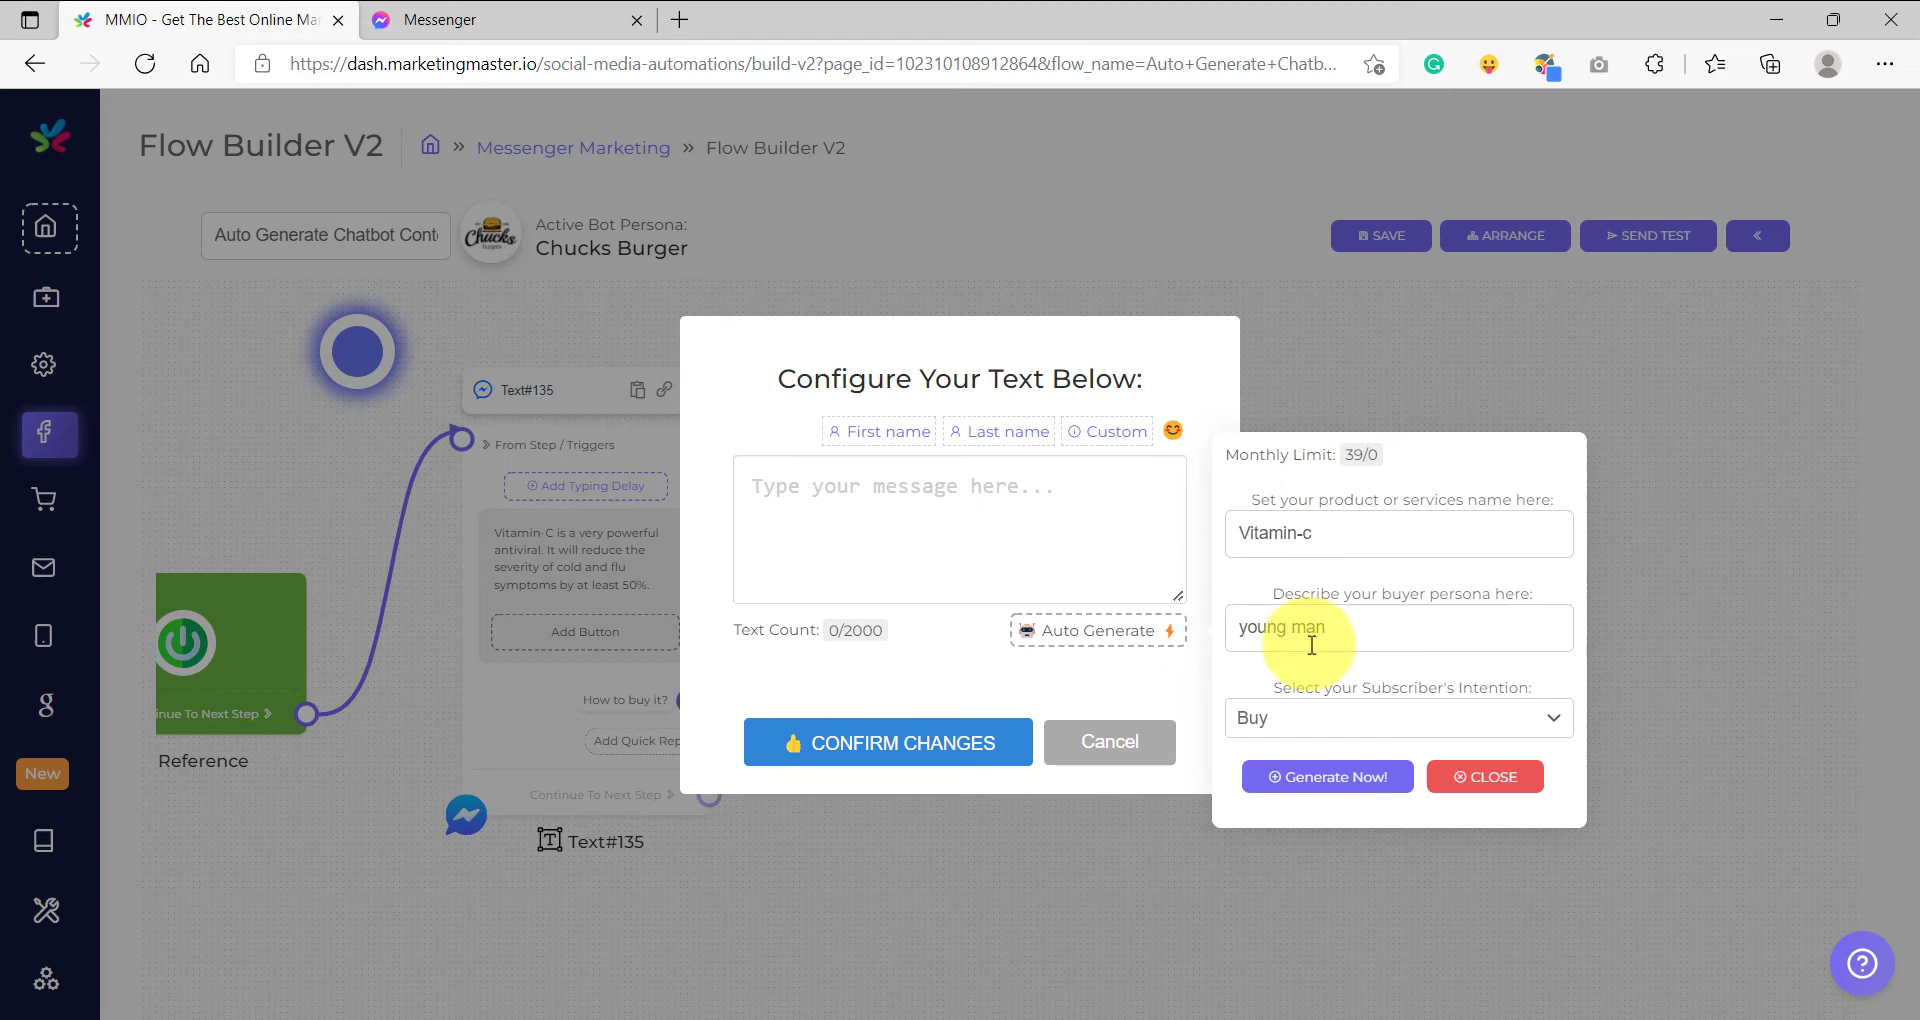 MMIO - Get The Best Online Ma
Messenger
https://dash.marketingmaster.io/social-media-automations/build-v2?page_id=102310108912864&flow_name=Auto+Generate+Chatb...
Flow Builder V2
» Messenger Marketing » Flow Builder V2
Auto Generate Chatbot Cont
Chucks
Active Bot Persona:
Chucks Burger
SAVE
ARRANGE
SEND TEST
«
Text#135
From Step / Triggers
Add Typing Delay
Vitamin-C is a very powerful
antiviral. It will reduce the
severity of cold and flu
symptoms by at least 50%.
Add Button
How to buy it?
Add Quick Rep
Continue To Next Step
Text#135
inue To Next Step
Reference
New
Configure Your Text Below:
First name
Last name
Custom
Type your message here...
Text Count: 0/2000
Auto Generate
CONFIRM CHANGES
Cancel
Monthly Limit: 39/0
Set your product or services name here:
Vitamin-c
Describe your buyer persona here:
young man
Select your Subscriber's Intention:
Buy
Generate Now!
CLOSE